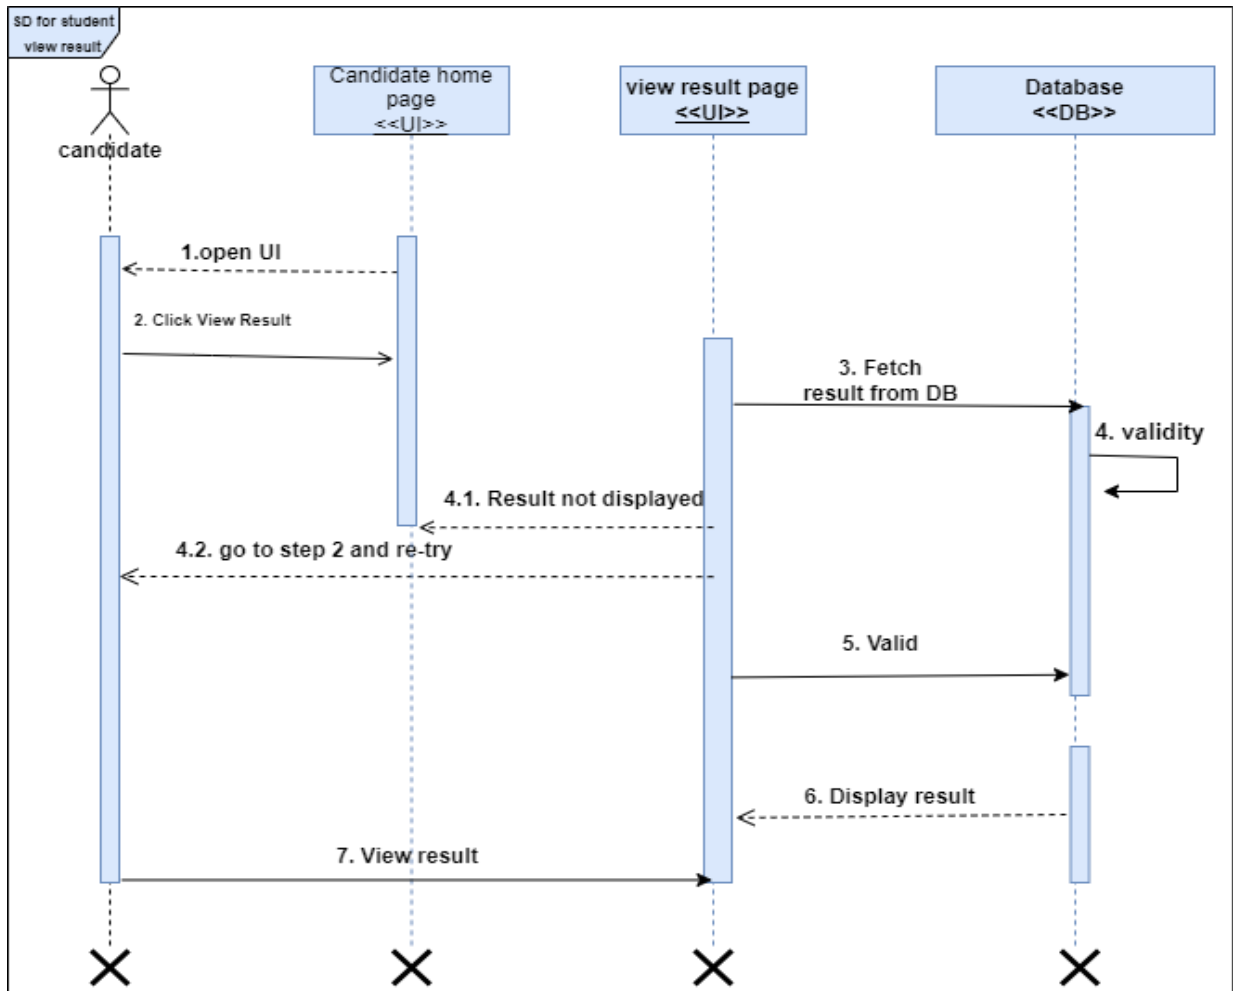 SD for student
view result
candidate
Candidate home
page
<<UI>>
view result page
<<UI>>
Database
<<DB>>
1.open UI
2. Click View Result
3. Fetch
result from DB
4. validity
4.1. Result not displayed
4.2. go to step 2 and re-try
5. Valid
6. Display result
7. View result